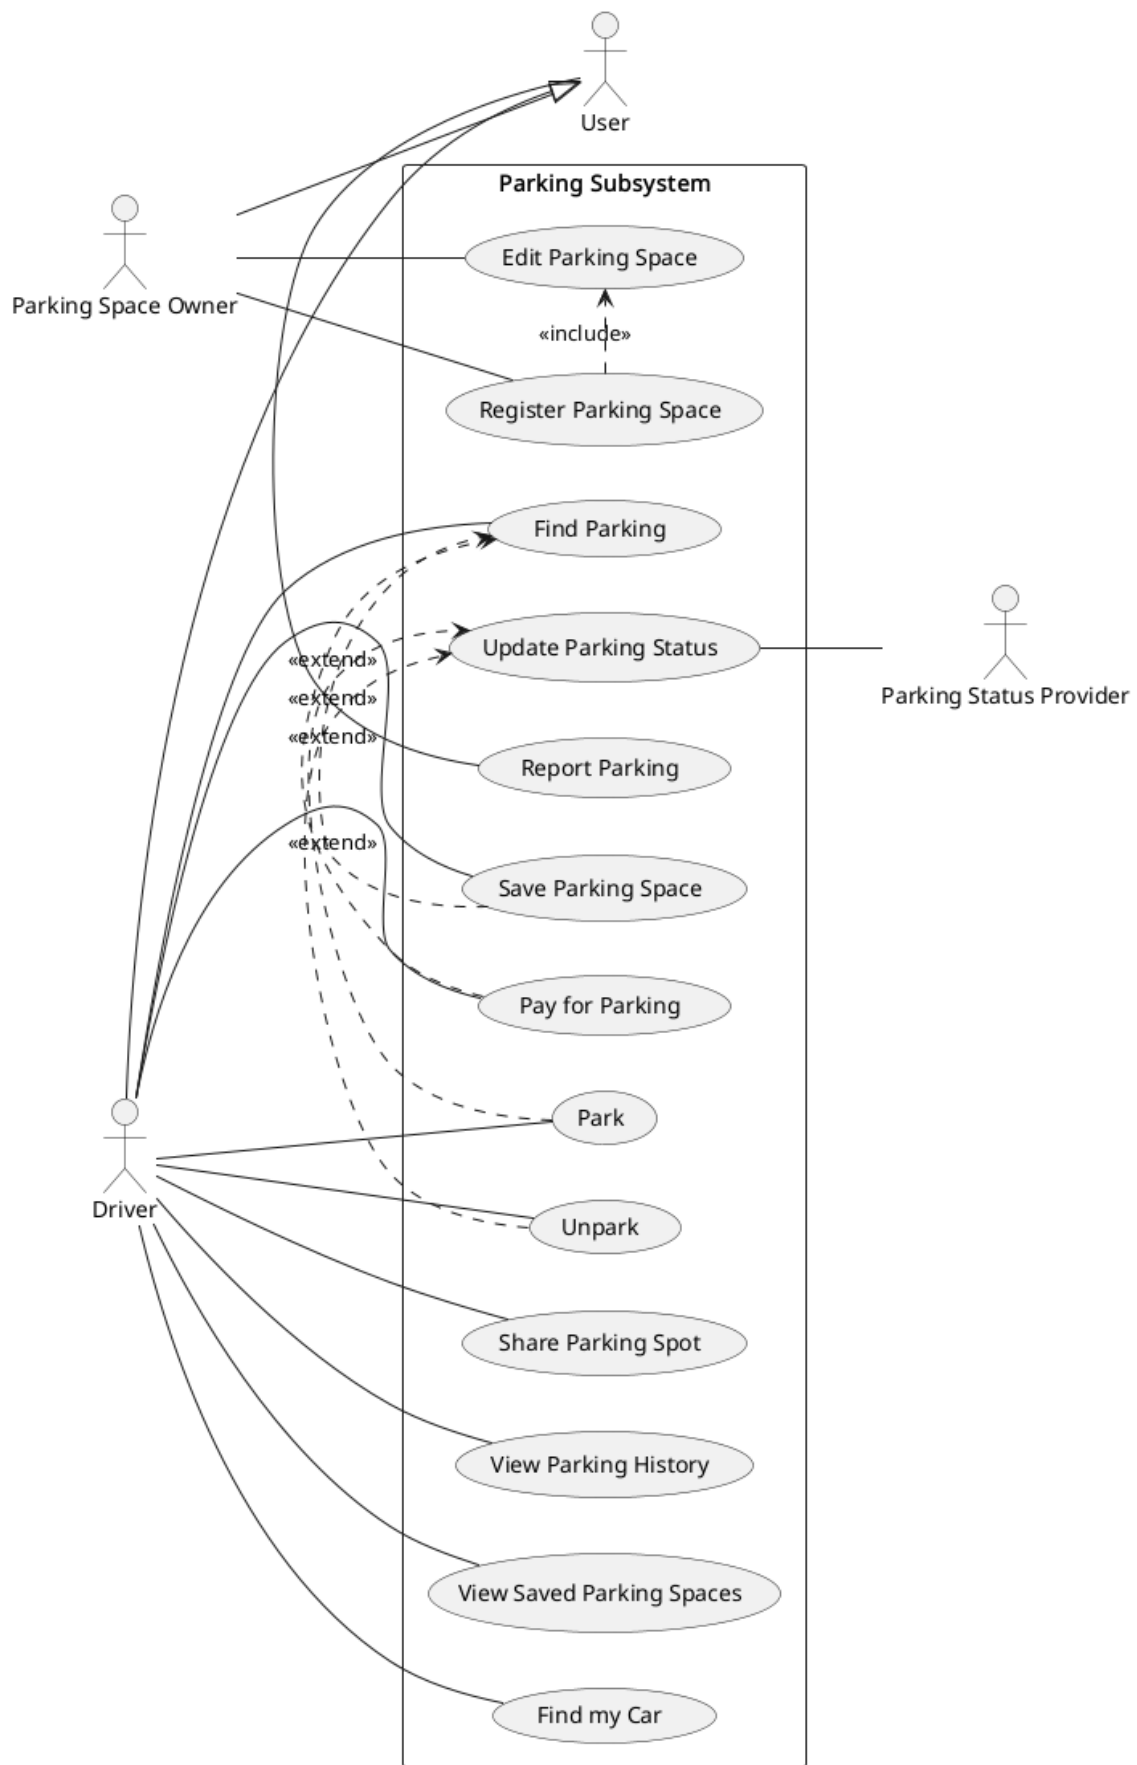 User
Parking Subsystem
Edit Parking Space
Parking Space Owner
«include»
Register Parking Space
Find Parking
Update Parking Status
«extend»
Parking Status Provider
«extend»
«extend»
Report Parking
«extend»
Save Parking Space
Pay for Parking
Park
Driver
Unpark
Share Parking Spot
View Parking History
View Saved Parking Spaces
Find my Car